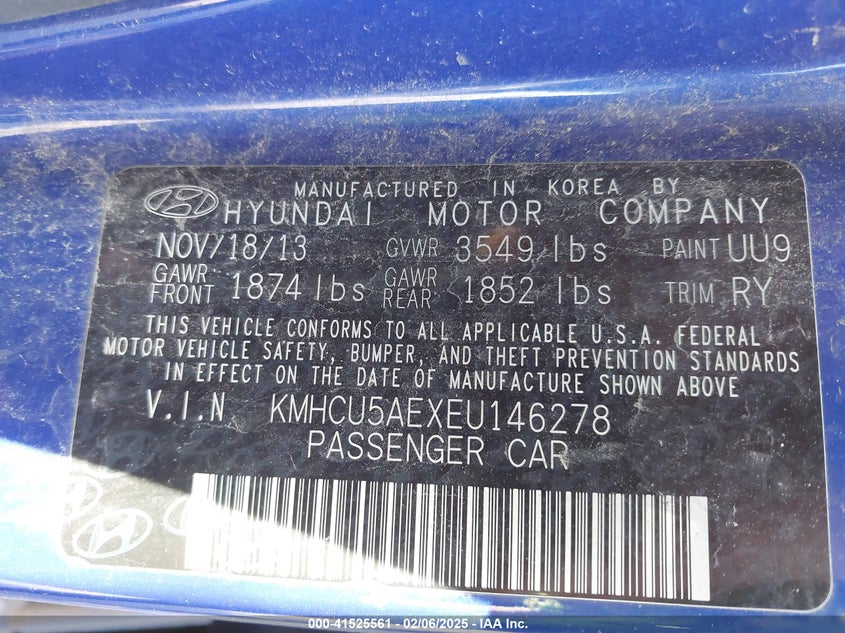 MANUFACTURED IN KOREA BY
HYUNDAI MOTOR COMPANY
NOV/18/13 GVWR 3549 lbs PAINT UU9
GAWR FRONT 1874 lbs GAWR REAR 1852 lbs TRIM RY
THIS VEHICLE CONFORMS TO ALL APPLICABLE U.S.A. FEDERAL
MOTOR VEHICLE SAFETY, BUMPER, AND THEFT PREVENTION STANDARDS
IN EFFECT ON THE DATE OF MANUFACTURE SHOWN ABOVE
V.I.N KMHCU5AEXEU146278
PASSENGER CAR
000-41525561 - 02/06/2025 - IAA Inc.